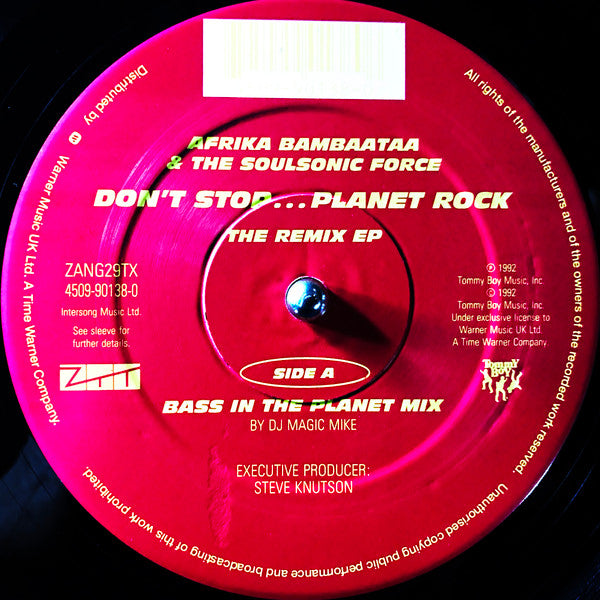 AFRIKA BAMBAATAA
& THE SOULSONIC FORCE
DON'T STOP...PLANET ROCK
THE REMIX EP
ZANG29TX
4509-90138-0
Intersong Music Ltd.
See sleeve for
further details.
ZTT
℗ 1992
Tommy Boy Music, Inc.
© 1992
Tommy Boy Music, Inc.
Under exclusive license to
Warner Music UK Ltd.
A Time Warner Company.
Tommy
Boy
SIDE A
BASS IN THE PLANET MIX
BY DJ MAGIC MIKE
EXECUTIVE PRODUCER:
STEVE KNUTSON
All rights of the manufacturers and of the owners of the recorded work reserved. Unauthorised copying public performance and broadcasting of this work prohibited.
Distributed by Warner Music UK Ltd. A Time Warner Company.